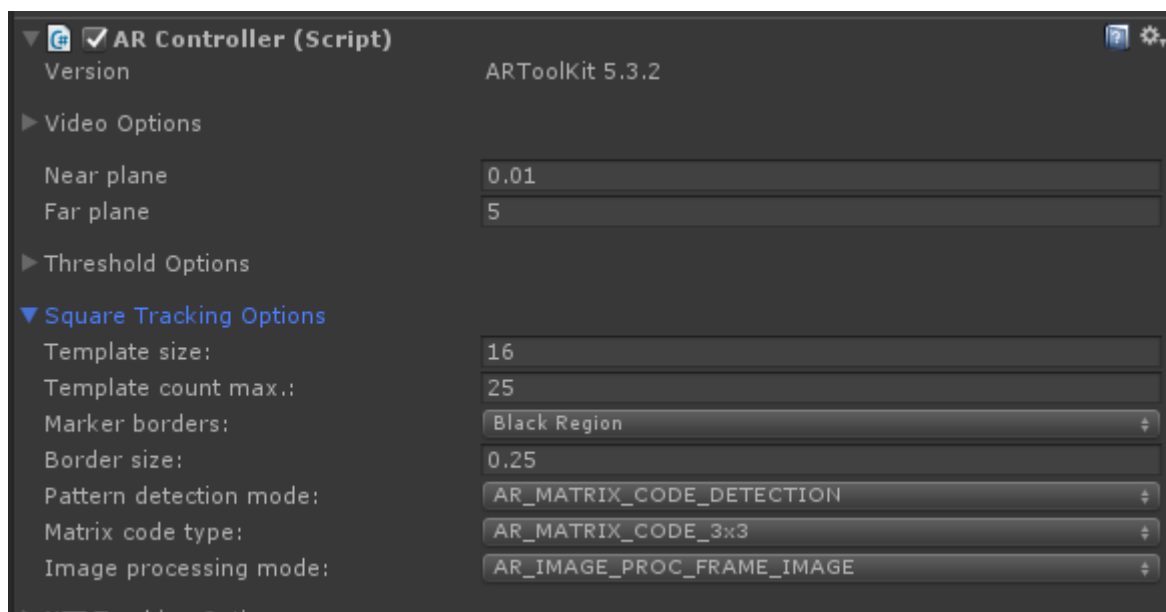 AR Controller (Script)
Version ARToolKit 5.3.2
Video Options
Near plane 0.01
Far plane 5
Threshold Options
Square Tracking Options
Template size: 16
Template count max.: 25
Marker borders: Black Region
Border size: 0.25
Pattern detection mode: AR_MATRIX_CODE_DETECTION
Matrix code type: AR_MATRIX_CODE_3x3
Image processing mode: AR_IMAGE_PROC_FRAME_IMAGE